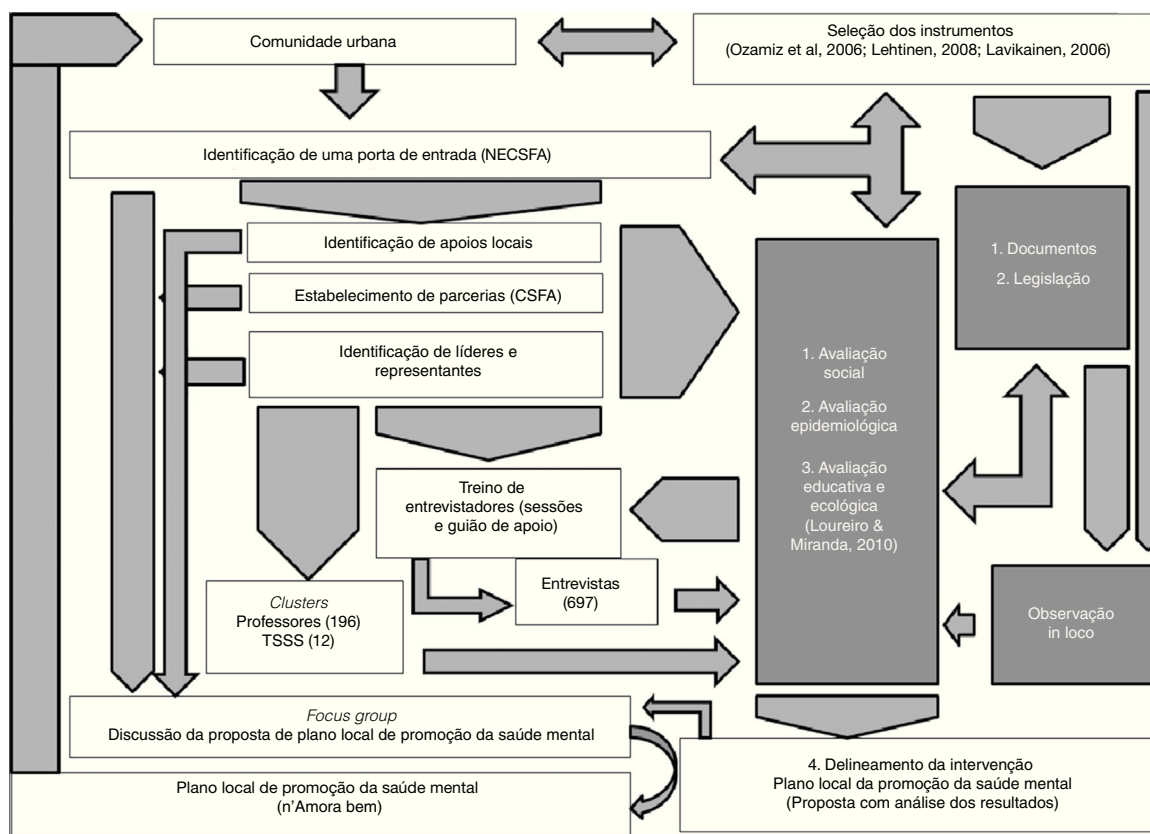 Comunidade urbana
Seleção dos instrumentos
(Ozamiz et al, 2006; Lehtinen, 2008; Lavikainen, 2006)
Identificação de uma porta de entrada (NECSFA)
Identificação de apoios locais
Estabelecimento de parcerias (CSFA)
Identificação de líderes e
representantes
1. Documentos
2. Legislação
1. Avaliação
social
2. Avaliação
epidemiológica
3. Avaliação
educativa e
ecológica
(Loureiro &
Miranda, 2010)
Treino de
entrevistadores (sessões
e guião de apoio)
Entrevistas
(697)
Clusters
Professores (196)
TSSS (12)
Observação
in loco
Focus group
Discussão da proposta de plano local de promoção da saúde mental
4. Delineamento da intervenção
Plano local da promoção da saúde mental
(Proposta com análise dos resultados)
Plano local de promoção da saúde mental
(n'Amora bem)